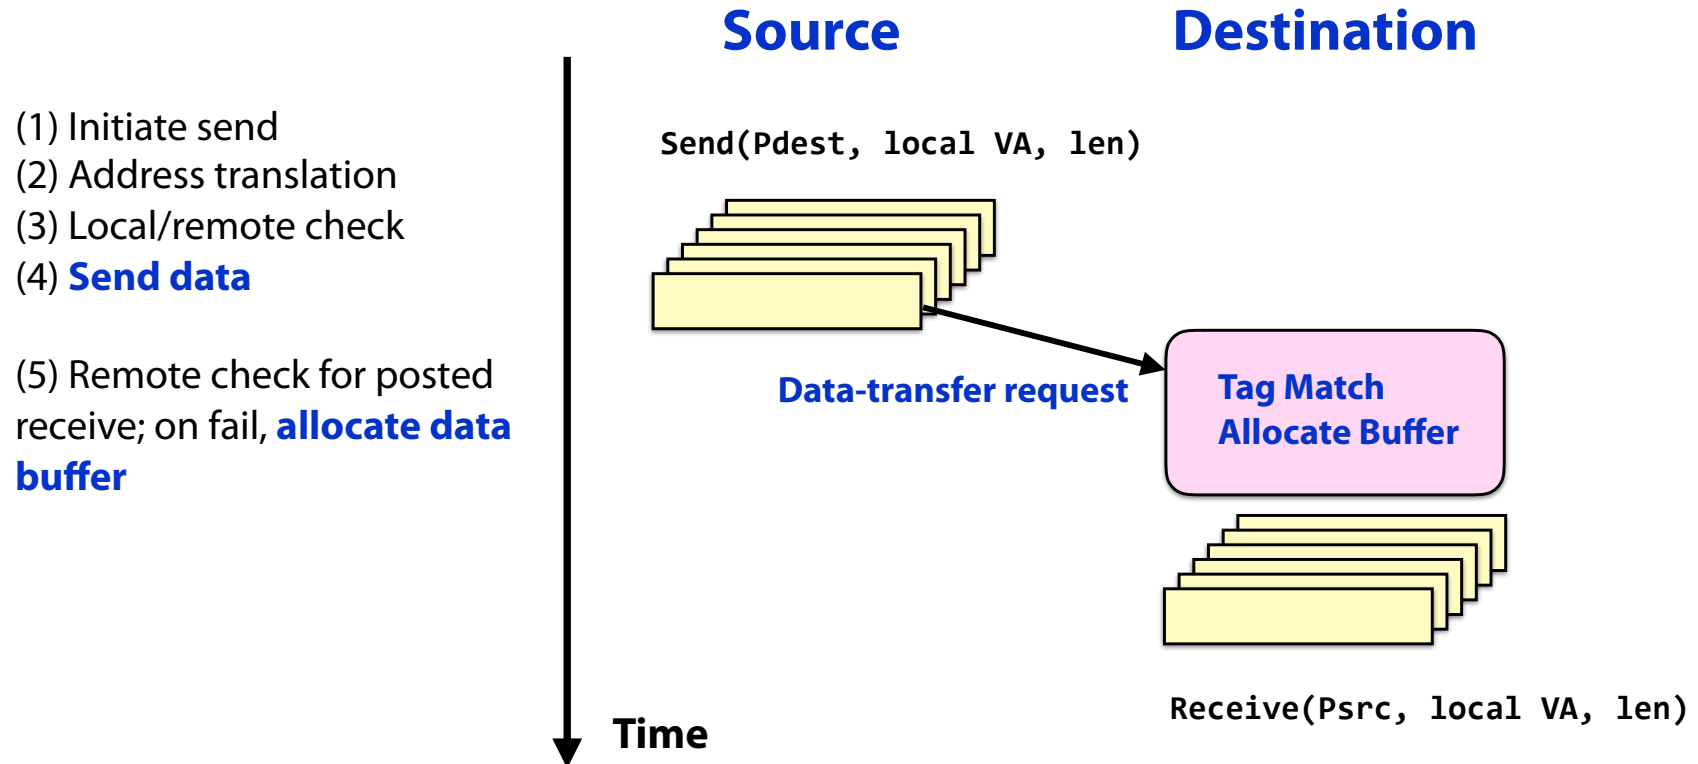 Source
Destination
(1) Initiate send
(2) Address translation
(3) Local/remote check
(4) Send data
(5) Remote check for posted
receive; on fail, allocate data
buffer
Send(Pdest, local VA, len)
Data-transfer request
Tag Match
Allocate Buffer
Receive(Psrc, local VA, len)
Time